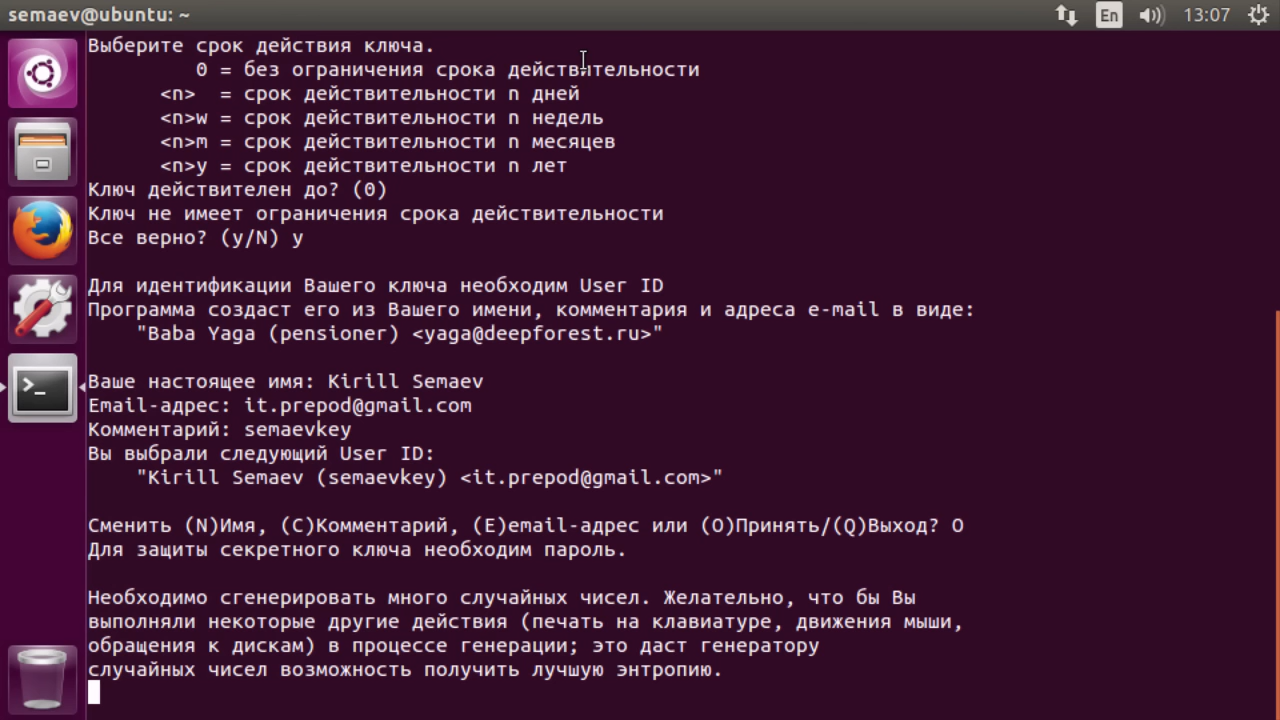 semaev@ubuntu: ~
En
13:07
Выберите срок действия ключа.
0 = без ограничения срока действительности
<n> = срок действительности n дней
<n>w = срок действительности n недель
<n>m = срок действительности n месяцев
<n>y = срок действительности n лет
Ключ действителен до? (0)
Ключ не имеет ограничения срока действительности
Все верно? (y/N) y
Для идентификации Вашего ключа необходим User ID
Программа создаст его из Вашего имени, комментария и адреса e-mail в виде:
"Baba Yaga (pensioner) <yaga@deepforest.ru>"
Ваше настоящее имя: Kirill Semaev
Email-адрес: it.prepod@gmail.com
Комментарий: semaevkey
Вы выбрали следующий User ID:
"Kirill Semaev (semaevkey) <it.prepod@gmail.com>"
Сменить (N)Имя, (C)Комментарий, (E)email-адрес или (O)Принять/(Q)Выход? O
Для защиты секретного ключа необходим пароль.
Необходимо сгенерировать много случайных чисел. Желательно, что бы Вы
выполняли некоторые другие действия (печать на клавиатуре, движения мыши,
обращения к дискам) в процессе генерации; это даст генератору
случайных чисел возможность получить лучшую энтропию.